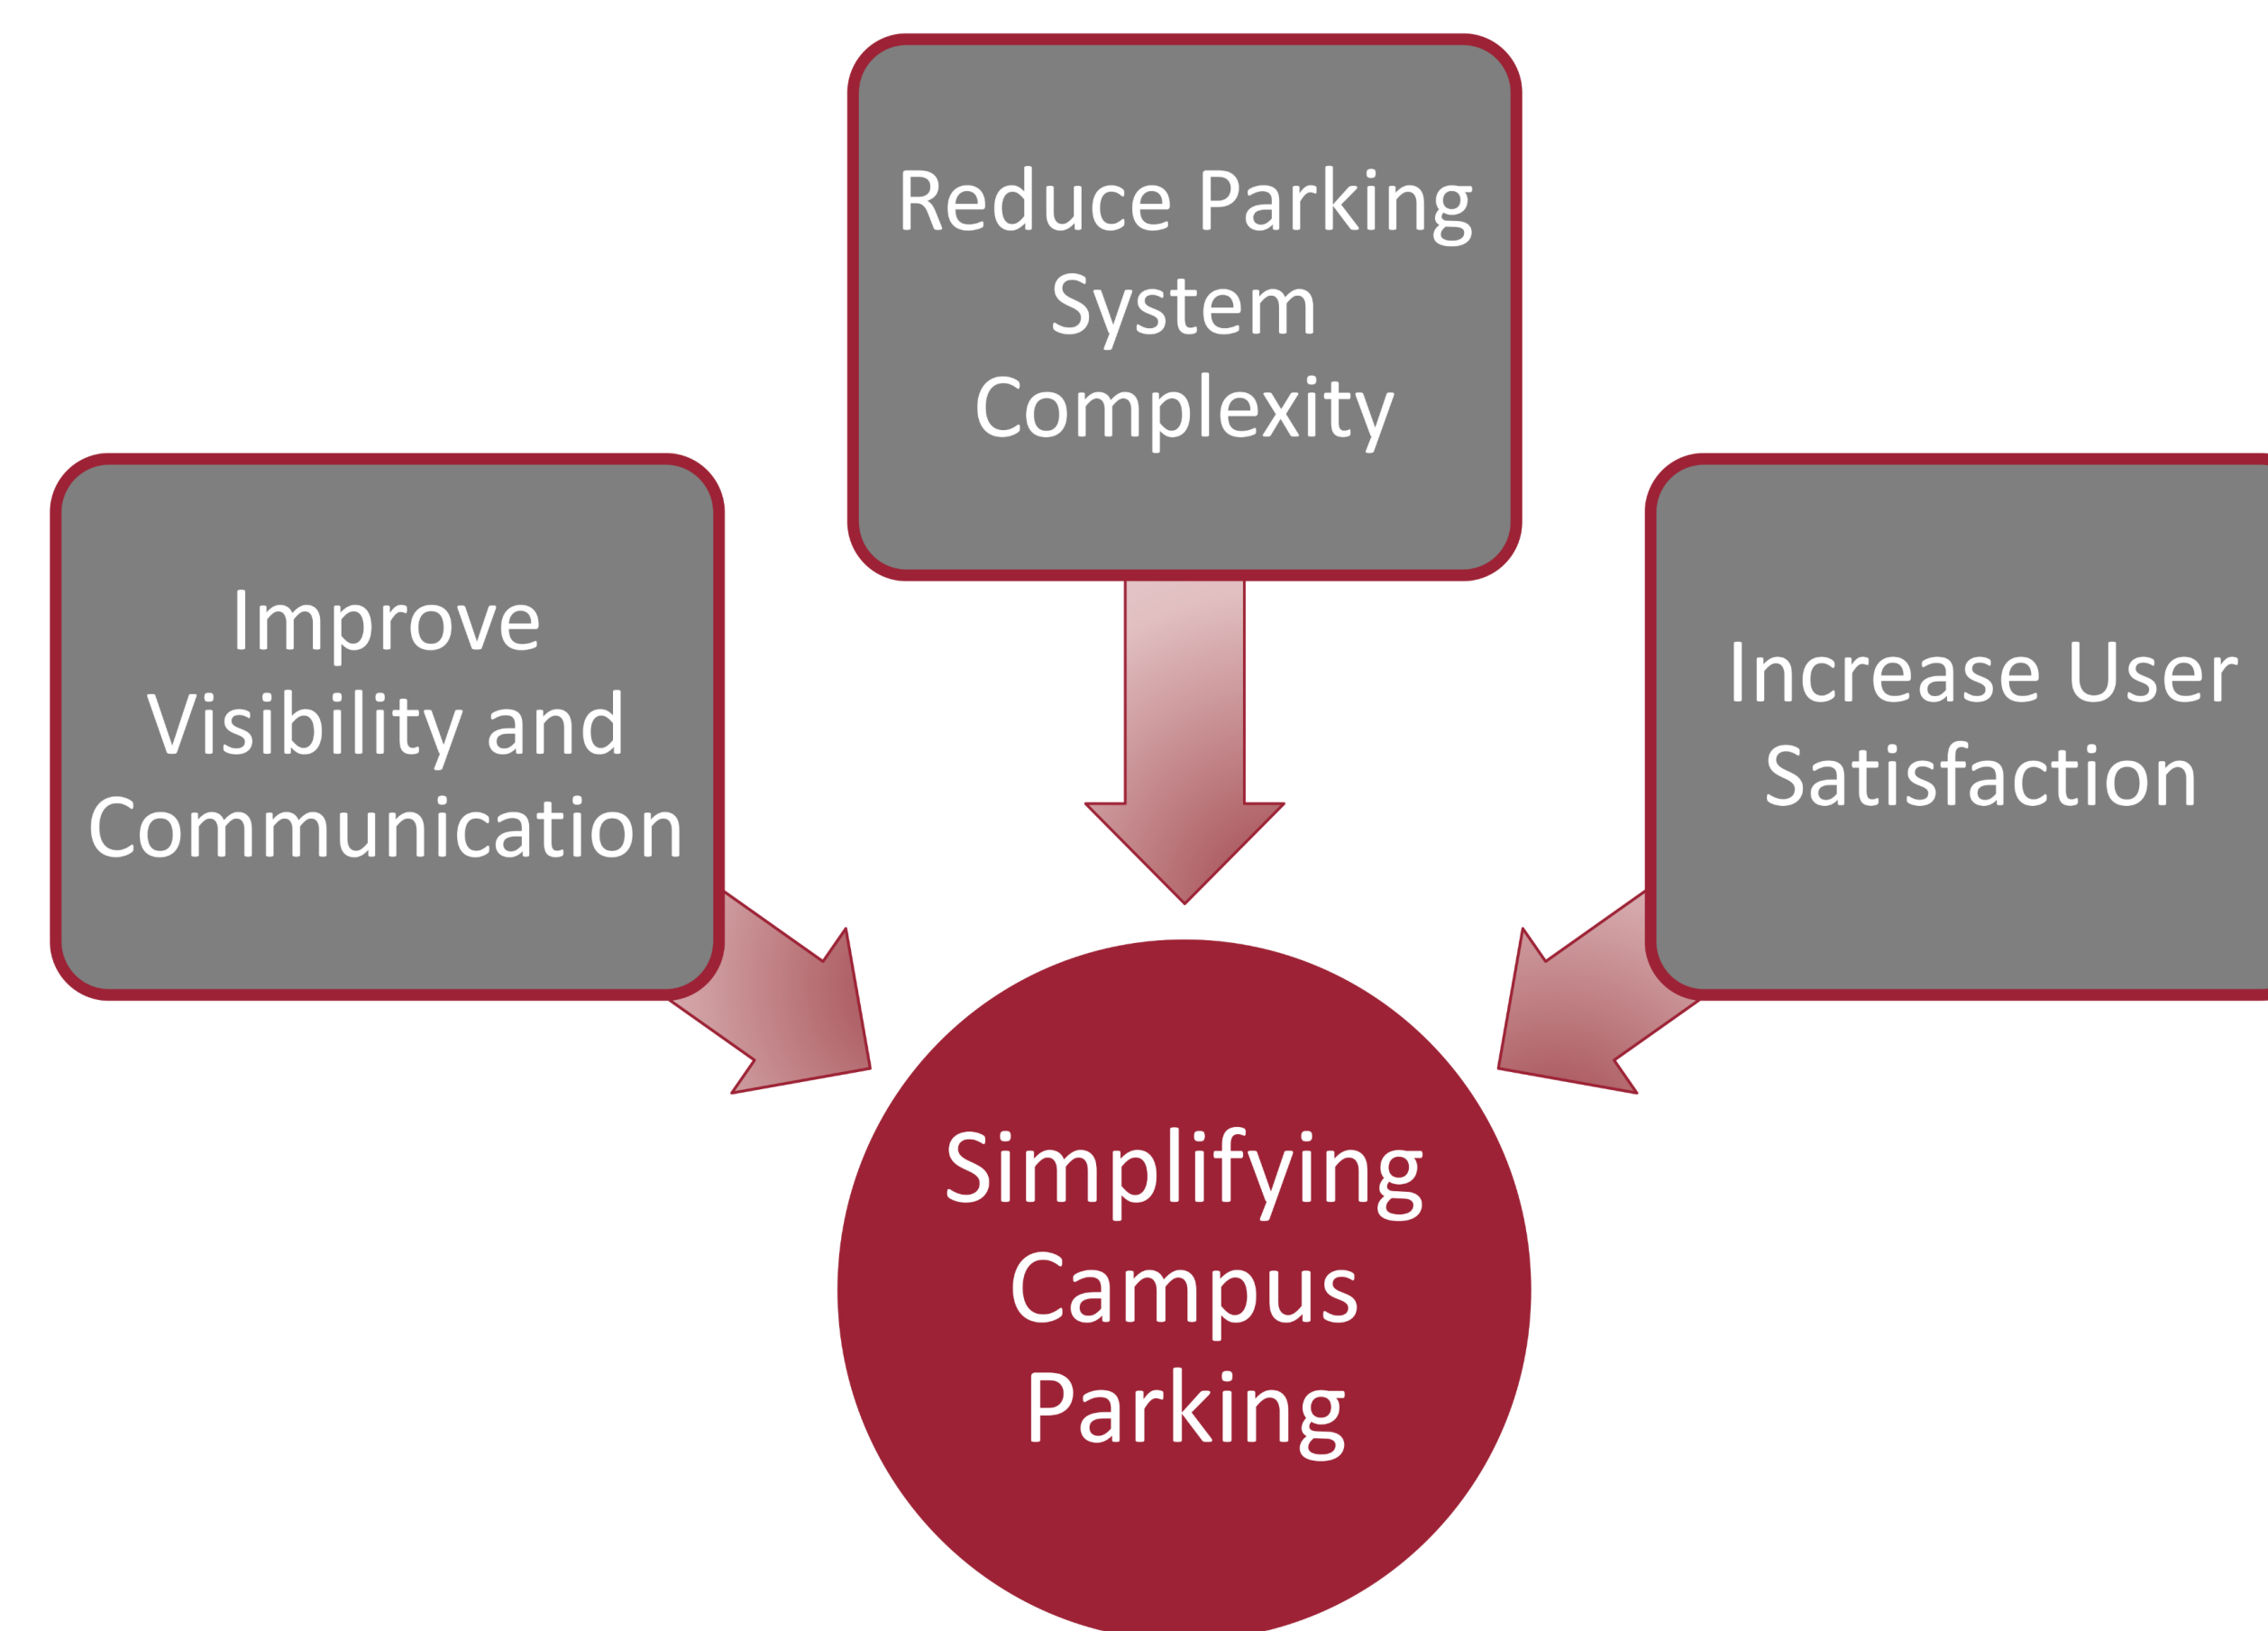 Reduce Parking
System
Complexity
Improve
Visibility and
Communication
Increase User
Satisfaction
Simplifying
Campus
Parking